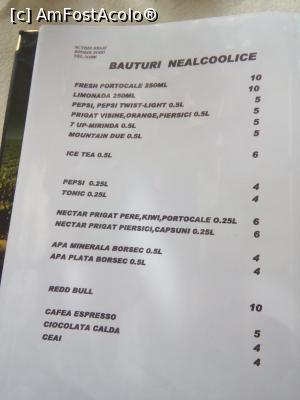 [c] AmFostAcolo®
BAUTURI NEALCOOLICE
FRESH PORTOCALE 250ML 10
LIMONADA 250ML 10
PEPSI, PEPSI TWIST-LIGHT 0.5L 5
PRIGAT VISINE,ORANGE,PIERSICI 0.5L 5
7 UP-MIRINDA 0.5L 5
MOUNTAIN DUE 0.5L 5
ICE TEA 0.5L 6
PEPSI 0.25L 4
TONIC 0.25L 4
NECTAR PRIGAT PERE,KIWI,PORTOCALE O.25L 6
NECTAR PRIGAT PIERSICI,CAPSUNI 0.25L 6
APA MINERALA BORSEC 0.5L 4
APA PLATA BORSEC 0.5L 4
REDD BULL 10
CAFEA ESPRESSO 5
CIOCOLATA CALDA 4
CEAI 4